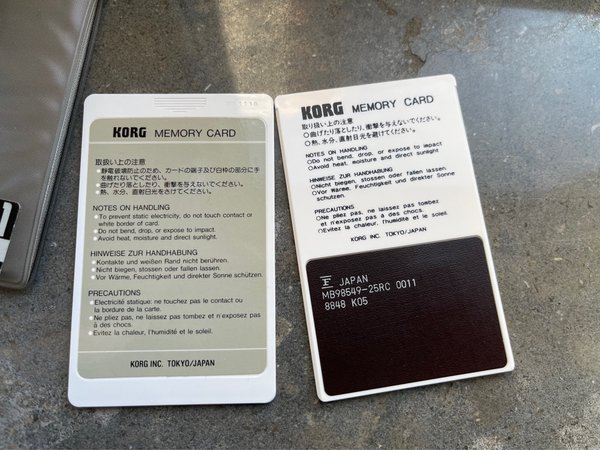 KORG MEMORY CARD
取扱い上の注意
●静電破壊防止のため、カードの端子及び白枠の部分に手
を触れないでください。
●曲げたり落としたり、衝撃を与えないでください。
●熱、水分、直射日光を避けてください。
NOTES ON HANDLING
●To prevent static electricity, do not touch contact or
white border of card.
●Do not bend, drop, or expose to impact.
●Avoid heat, moisture and direct sunlight.
HINWEISE ZUR HANDHABUNG
●Kontakte und weißen Rand nicht berühren.
●Nicht biegen, stossen oder fallen lassen.
●Vor Wärme, Feuchtigkeit und direkter Sonne schützen.
PRECAUTIONS
●Electricité statique: ne touchez pas le contact ou
la bordure de la carte.
●Ne pliez pas, ne laissez pas tombez et n'exposez pas
à des chocs.
●Evitez la chaleur, l'humidité et le soleil.
KORG INC. TOKYO/JAPAN
KORG MEMORY CARD
取り扱い上の注意
○曲げたり落としたり、衝撃を与えないでください。
○熱、水分、直射日光を避けてください。
NOTES ON HANDLING
○Do not bend, drop, or expose to impact
○Avoid heat, moisture and direct sunlight
HINWEISE ZUR HANDHABUNG
○Nicht biegen, stossen oder fallen lassen
○Vor Wärme, Feuchtigkeit und direkter Sonne
schützen.
PRECAUTIONS
○Ne pliez pas, ne laissez pas tombez
et n'exposez pas a des chocs.
○Evitez la chaleur, l'humidité et le soleil.
KORG INC. TOKYO/JAPAN
JAPAN
MB98549-25RC 0011
8848 K05